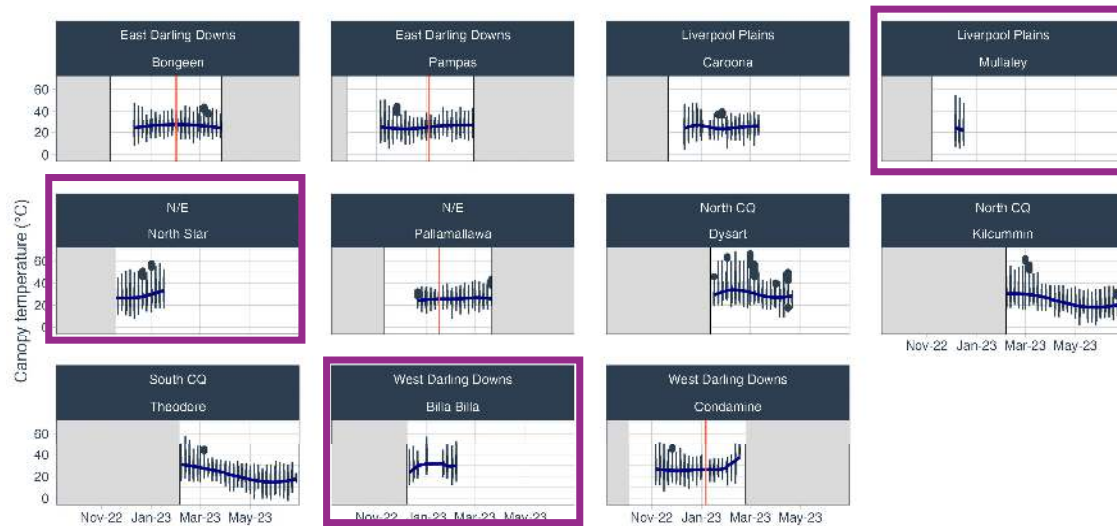 East Darling Downs
Bongeen
East Darling Downs
Pampas
Liverpool Plains
Caroona
Liverpool Plains
Mullaley
60
40
20
0
N/E
North Star
N/E
Pallamallawa
North CQ
Dysart
North CQ
Kilcummin
60
40
20
0
Canopy temperature (°C)
Nov-22 Jan-23 Mar-23 May-23
South CQ
Theodore
West Darling Downs
Billa Billa
West Darling Downs
Condamine
60
40
20
0
Nov-22 Jan-23 Mar-23 May-23
Nov-22 Jan-23 Mar-23 May-23
Nov-22 Jan-23 Mar-23 May-23